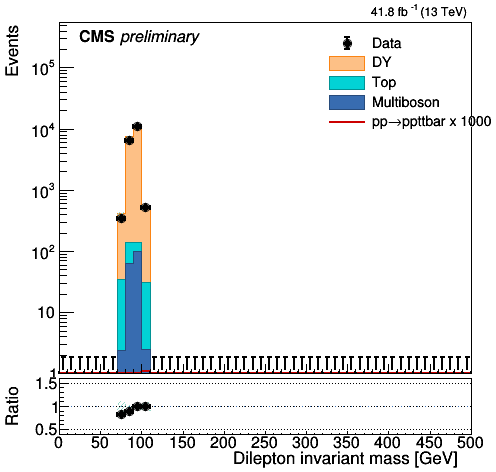 41.8 fb⁻¹ (13 TeV)
CMS preliminary
Events
Data
DY
Top
Multiboson
pp→ppttbar x 1000
10⁵
10⁴
10³
10²
10
1
Ratio
1.5
1
0.5
0 50 100 150 200 250 300 350 400 450 500
Dilepton invariant mass [GeV]